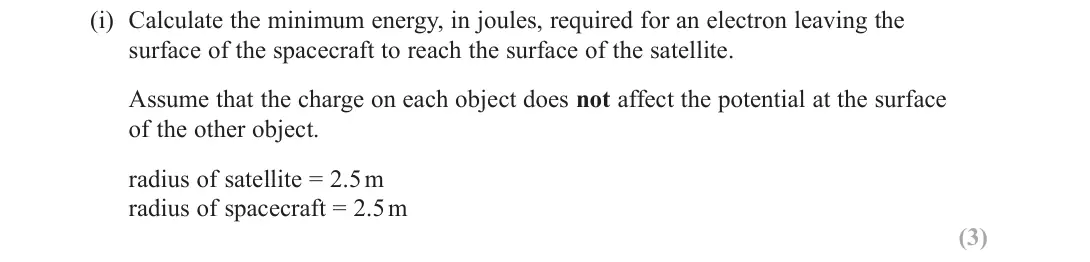 (i) Calculate the minimum energy, in joules, required for an electron leaving the
surface of the spacecraft to reach the surface of the satellite.
Assume that the charge on each object does not affect the potential at the surface
of the other object.
radius of satellite = 2.5 m
radius of spacecraft = 2.5 m
(3)